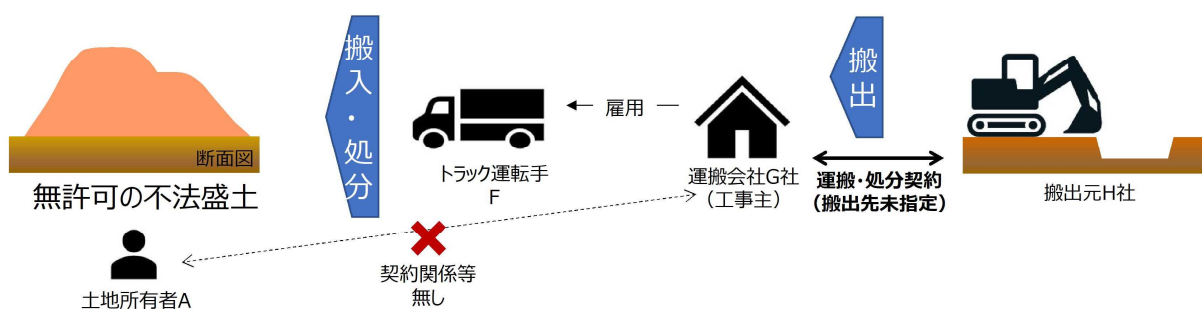 断面図
無許可の不法盛土
土地所有者A
搬入・処分
トラック運転手
F
雇用
契約関係等
無し
運搬会社G社
(工事主)
搬出
運搬・処分契約
(搬出先未指定)
搬出元H社